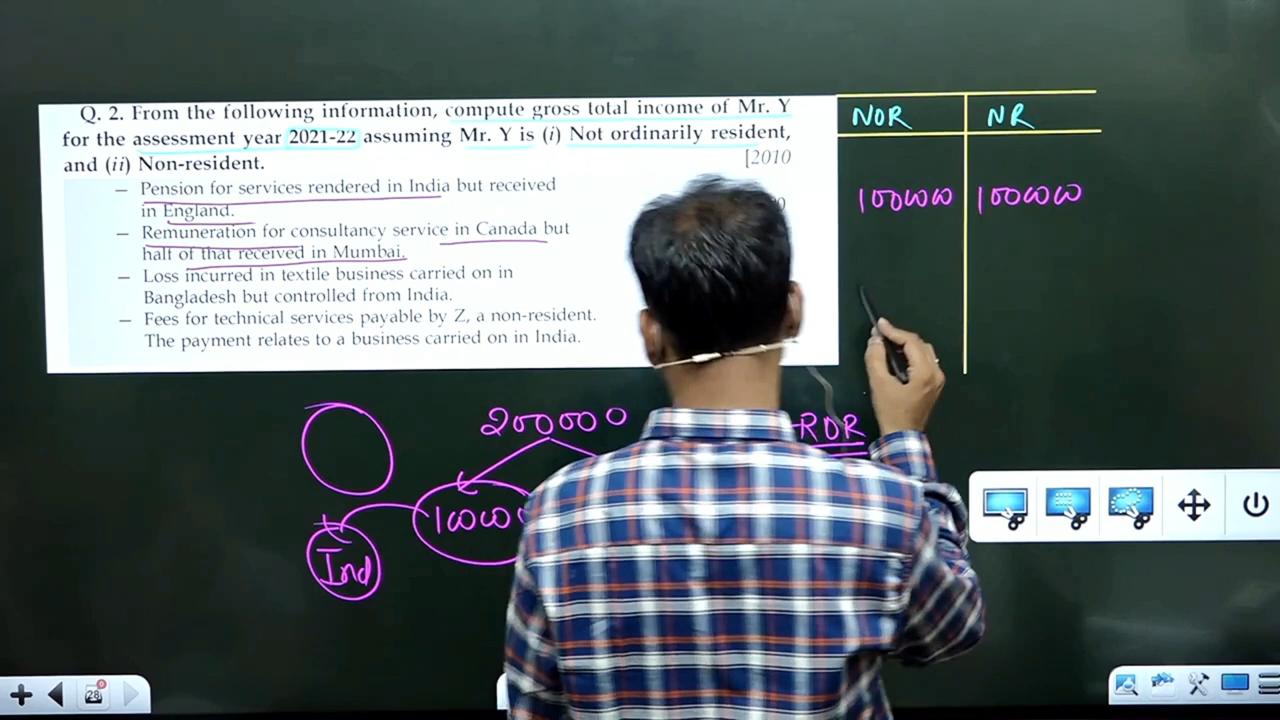 Q. 2. From the following information, compute gross total income of Mr. Y
for the assessment year 2021-22 assuming Mr. Y is (i) Not ordinarily resident,
and (ii) Non-resident. [2010
— Pension for services rendered in India but received
in England.
— Remuneration for consultancy service in Canada but
half of that received in Mumbai.
— Loss incurred in textile business carried on in
Bangladesh but controlled from India.
— Fees for technical services payable by Z, a non-resident.
The payment relates to a business carried on in India.
NOR NR
100000 100000
200000
ROR
Ind
28